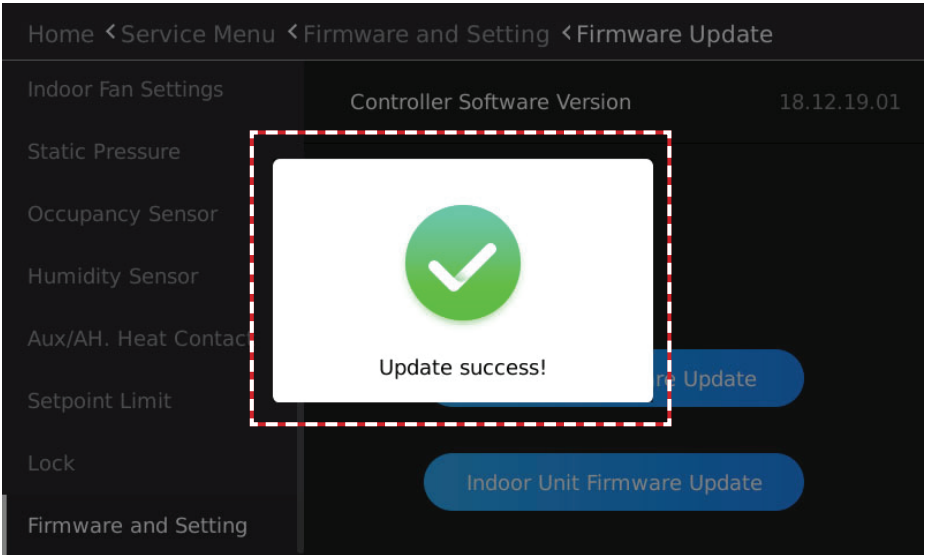 Home < Service Menu < Firmware and Setting < Firmware Update
Indoor Fan Settings
Controller Software Version 18.12.19.01
Static Pressure
Occupancy Sensor
Humidity Sensor
Aux/AH. Heat
Setpoint Limit
Lock
Firmware and Setting
Update success!
Update
Indoor Unit Firmware Update